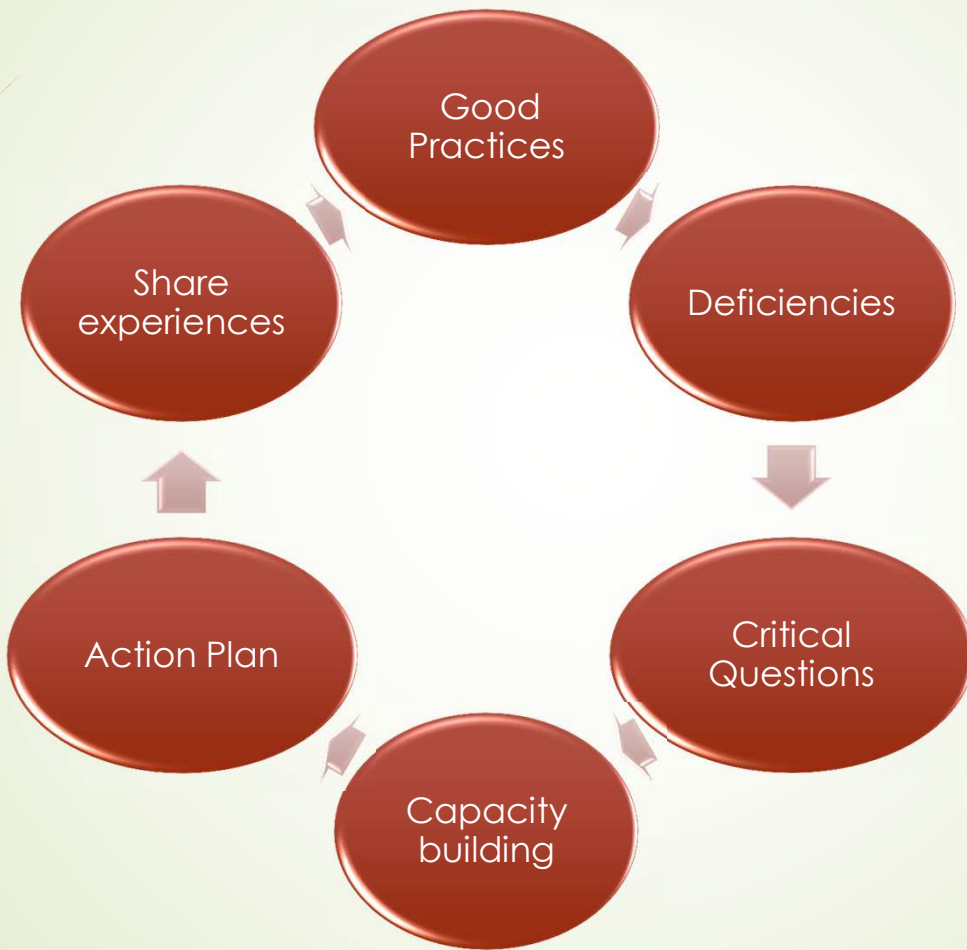 Good
Practices
Deficiencies
Critical
Questions
Capacity
building
Action Plan
Share
experiences